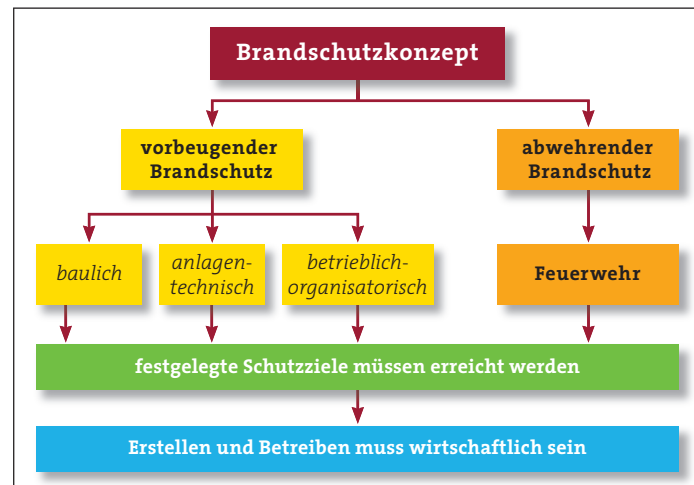 Brandschutzkonzept
vorbeugender
Brandschutz
abwehrender
Brandschutz
baulich
anlagen-
technisch
betrieblich-
organisatorisch
Feuerwehr
festgelegte Schutzziele müssen erreicht werden
Erstellen und Betreiben muss wirtschaftlich sein